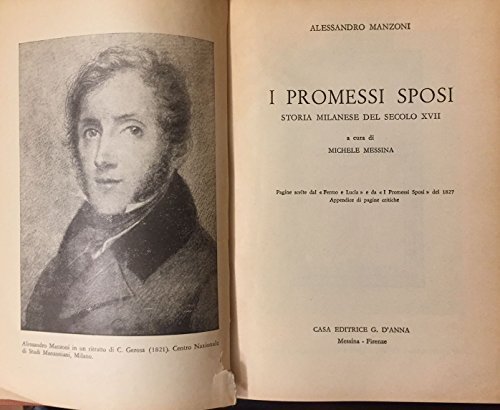 Alessandro Manzoni in un ritratto di C. Gerosa (1821). Centro Nazionale
di Studi Manzoniani, Milano.
ALESSANDRO MANZONI
I PROMESSI SPOSI
STORIA MILANESE DEL SECOLO XVII
a cura di
MICHELE MESSINA
Pagine scelte dal « Fermo e Lucia » e da « I Promessi Sposi » del 1827
Appendice di pagine critiche
CASA EDITRICE G. D'ANNA
Messina - Firenze